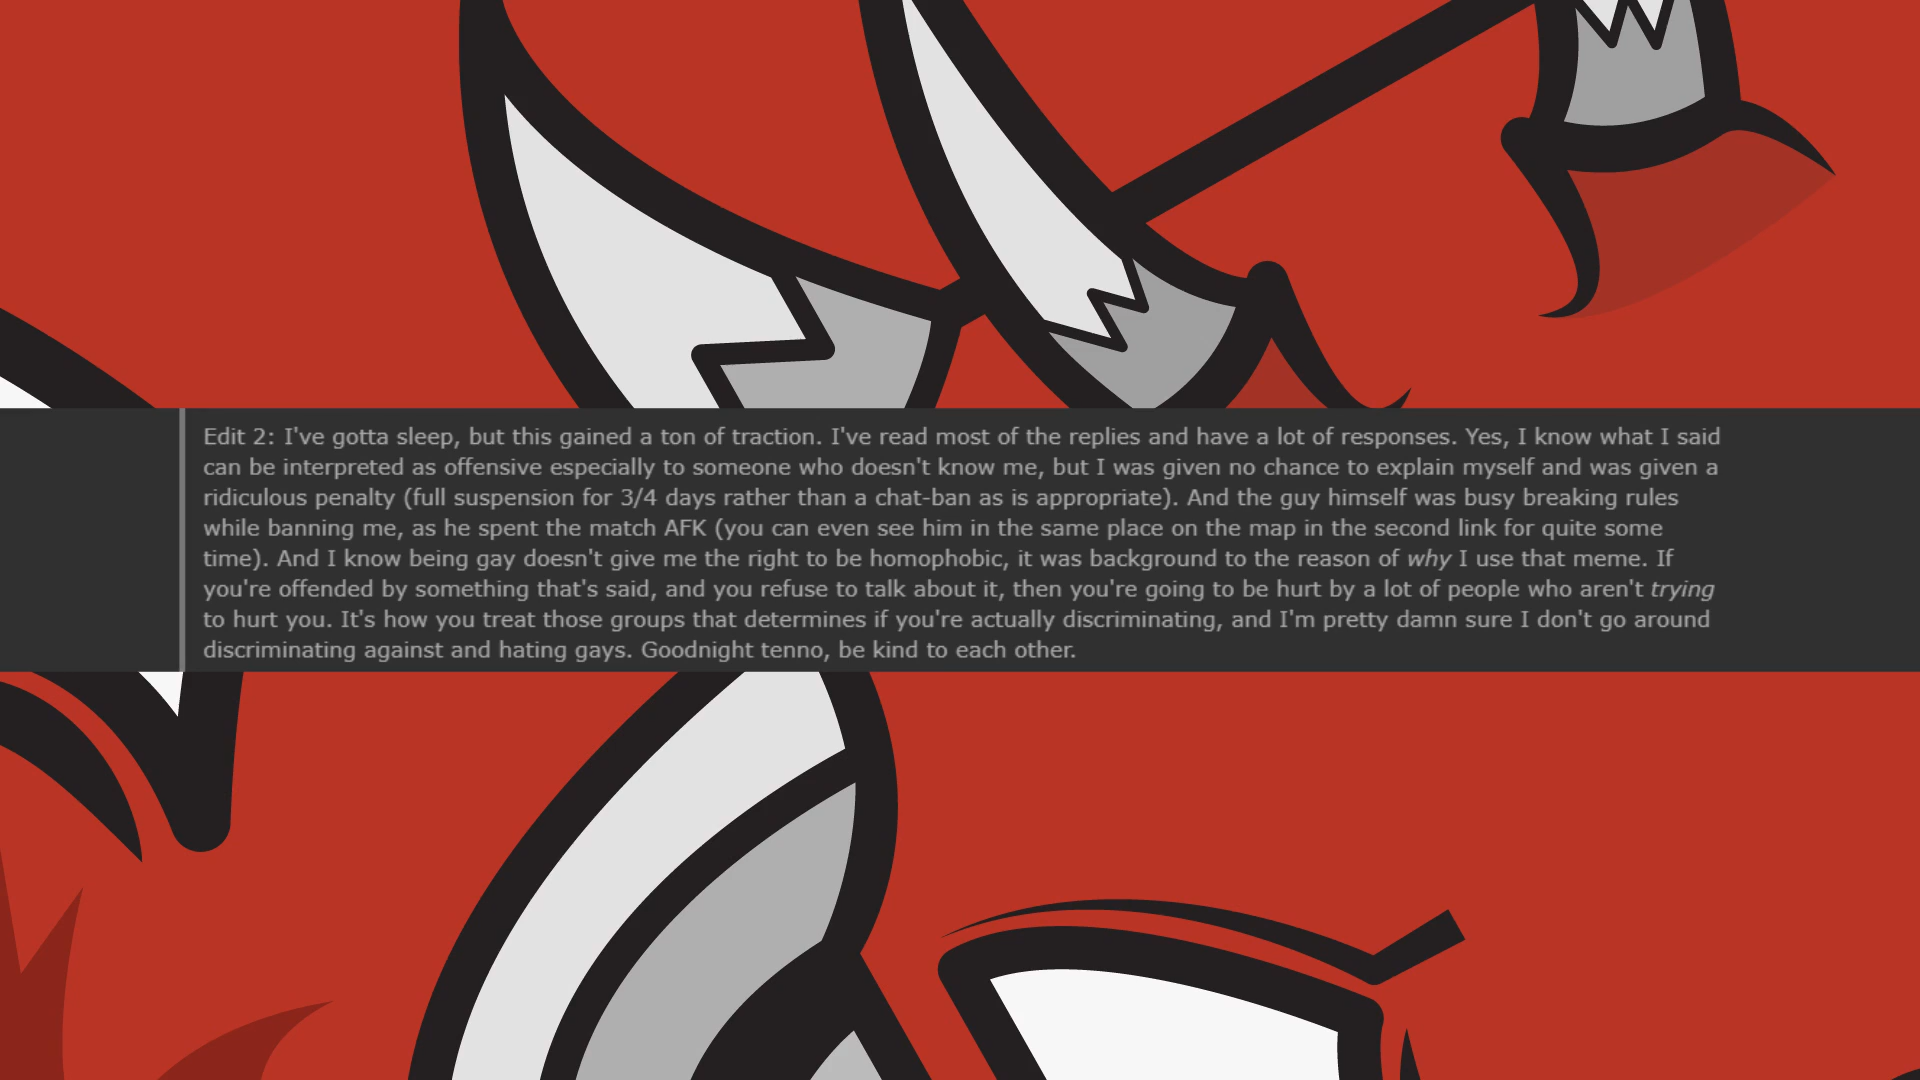 Edit 2: I've gotta sleep, but this gained a ton of traction. I've read most of the replies and have a lot of responses. Yes, I know what I said
can be interpreted as offensive especially to someone who doesn't know me, but I was given no chance to explain myself and was given a
ridiculous penalty (full suspension for 3/4 days rather than a chat-ban as is appropriate). And the guy himself was busy breaking rules
while banning me, as he spent the match AFK (you can even see him in the same place on the map in the second link for quite some
time). And I know being gay doesn't give me the right to be homophobic, it was background to the reason of why I use that meme. If
you're offended by something that's said, and you refuse to talk about it, then you're going to be hurt by a lot of people who aren't trying
to hurt you. It's how you treat those groups that determines if you're actually discriminating, and I'm pretty damn sure I don't go around
discriminating against and hating gays. Goodnight tenno, be kind to each other.